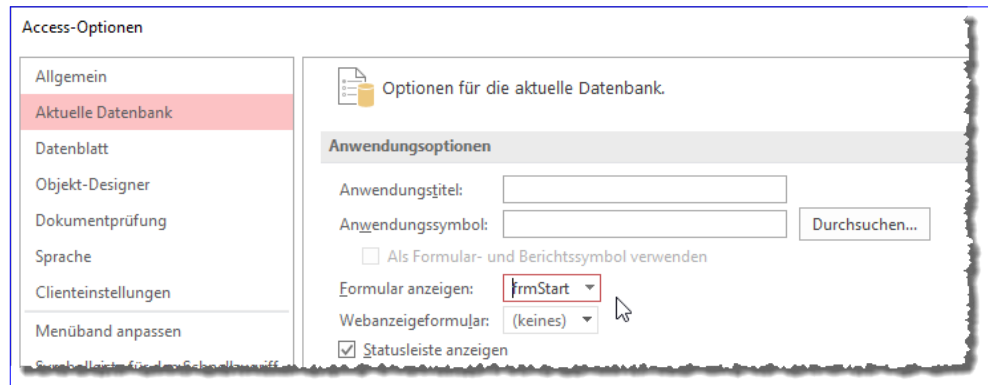 Access-Optionen
Allgemein
Aktuelle Datenbank
Datenblatt
Objekt-Designer
Dokumentprüfung
Sprache
Clienteinstellungen
Menüband anpassen
Optionen für die aktuelle Datenbank.
Anwendungsoptionen
Anwendungstitel:
Anwendungssymbol:
Durchsuchen...
Als Formular- und Berichtssymbol verwenden
Formular anzeigen: frmStart
Webanzeigeformular: (keines)
Statusleiste anzeigen